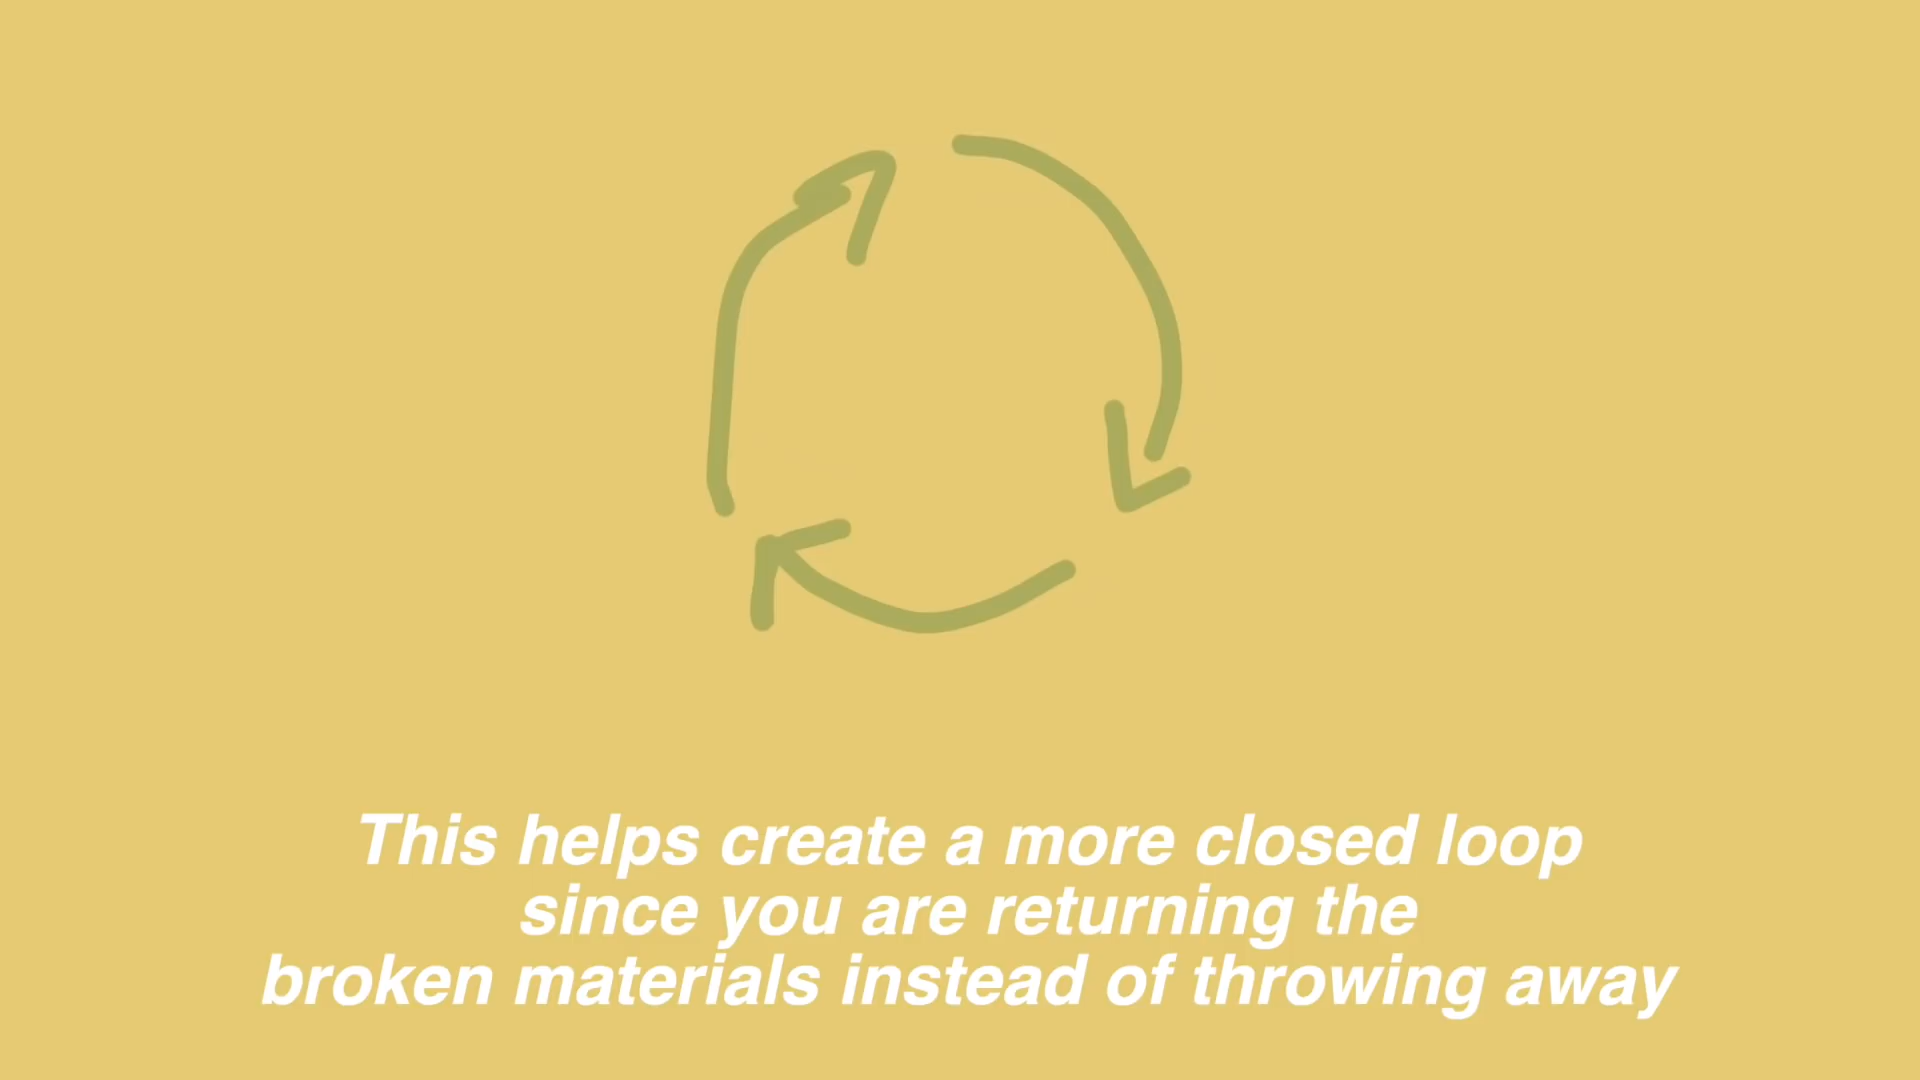 This helps create a more closed loop
since you are returning the
broken materials instead of throwing away